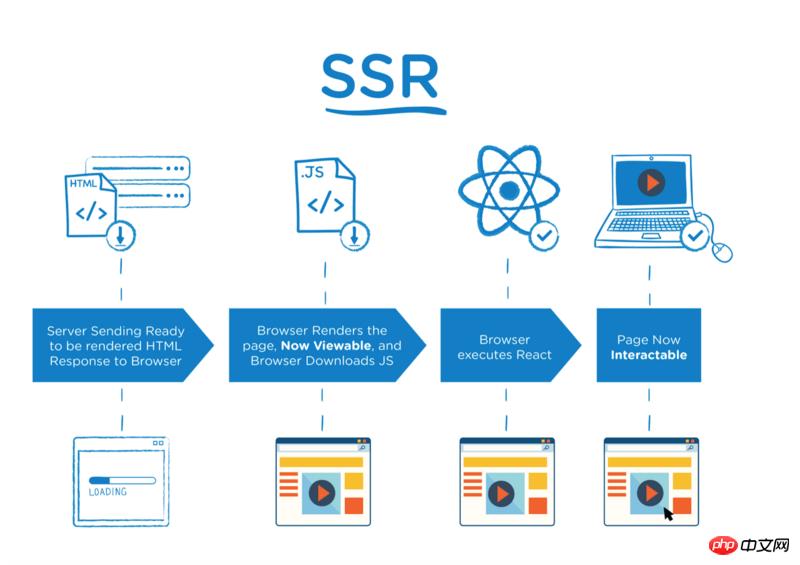 SSR
HTML
</>
.JS
</>
Server Sending Ready
to be rendered HTML
Response to Browser
Browser Renders the
page, Now Viewable, and
Browser Downloads JS
Browser
executes React
Page Now
Interactable
LOADING
php 中文网